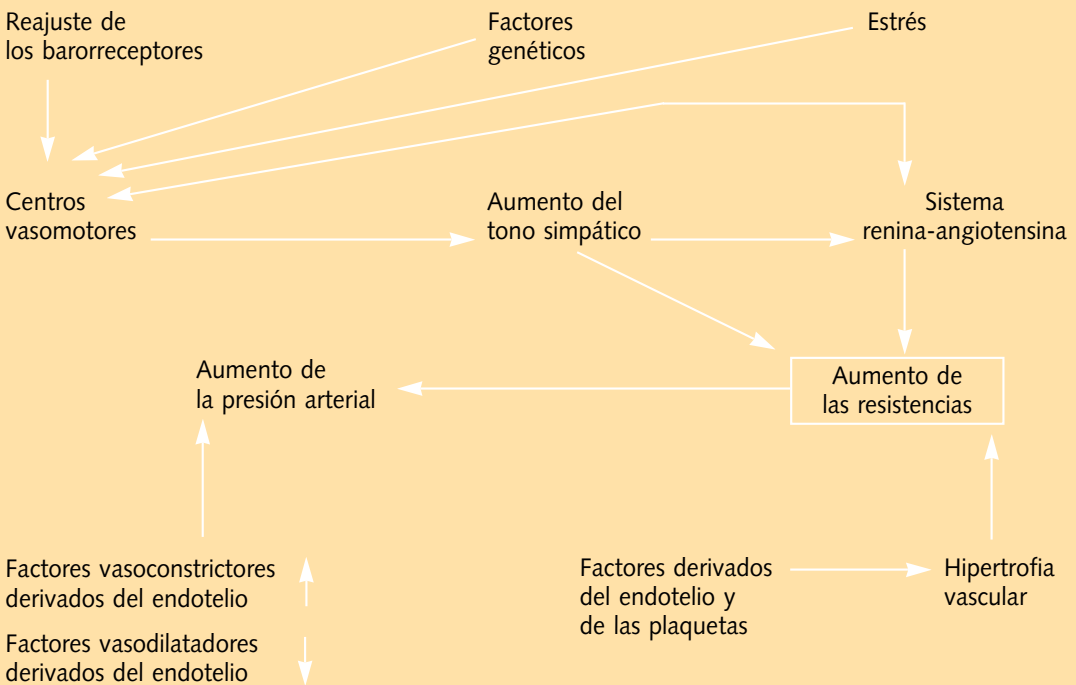 Reajuste de
los barorreceptores
Factores
genéticos
Estrés
Centros
vasomotores
Aumento del
tono simpático
Sistema
renina-angiotensina
Aumento de
la presión arterial
Aumento de
las resistencias
Factores vasoconstrictores
derivados del endotelio
Factores vasodilatadores
derivados del endotelio
Factores derivados
del endotelio y
de las plaquetas
Hipertrofia
vascular